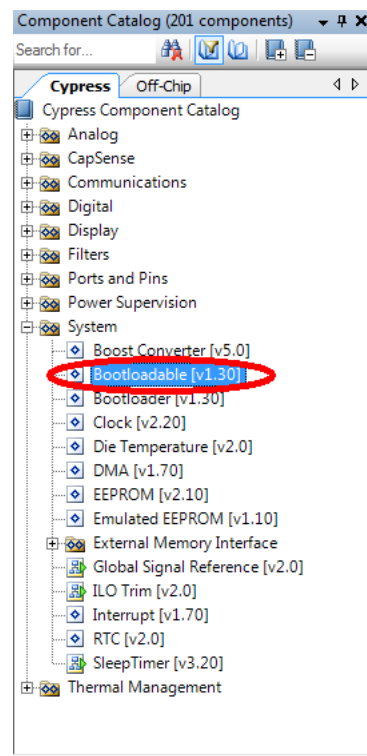 Component Catalog (201 components)
Search for...
Cypress Off-Chip
Cypress Component Catalog
Analog
CapSense
Communications
Digital
Display
Filters
Ports and Pins
Power Supervision
System
Boost Converter [v5.0]
Bootloadable [v1.30]
Bootloader [v1.30]
Clock [v2.20]
Die Temperature [v2.0]
DMA [v1.70]
EEPROM [v2.10]
Emulated EEPROM [v1.10]
External Memory Interface
Global Signal Reference [v2.0]
ILO Trim [v2.0]
Interrupt [v1.70]
RTC [v2.0]
SleepTimer [v3.20]
Thermal Management